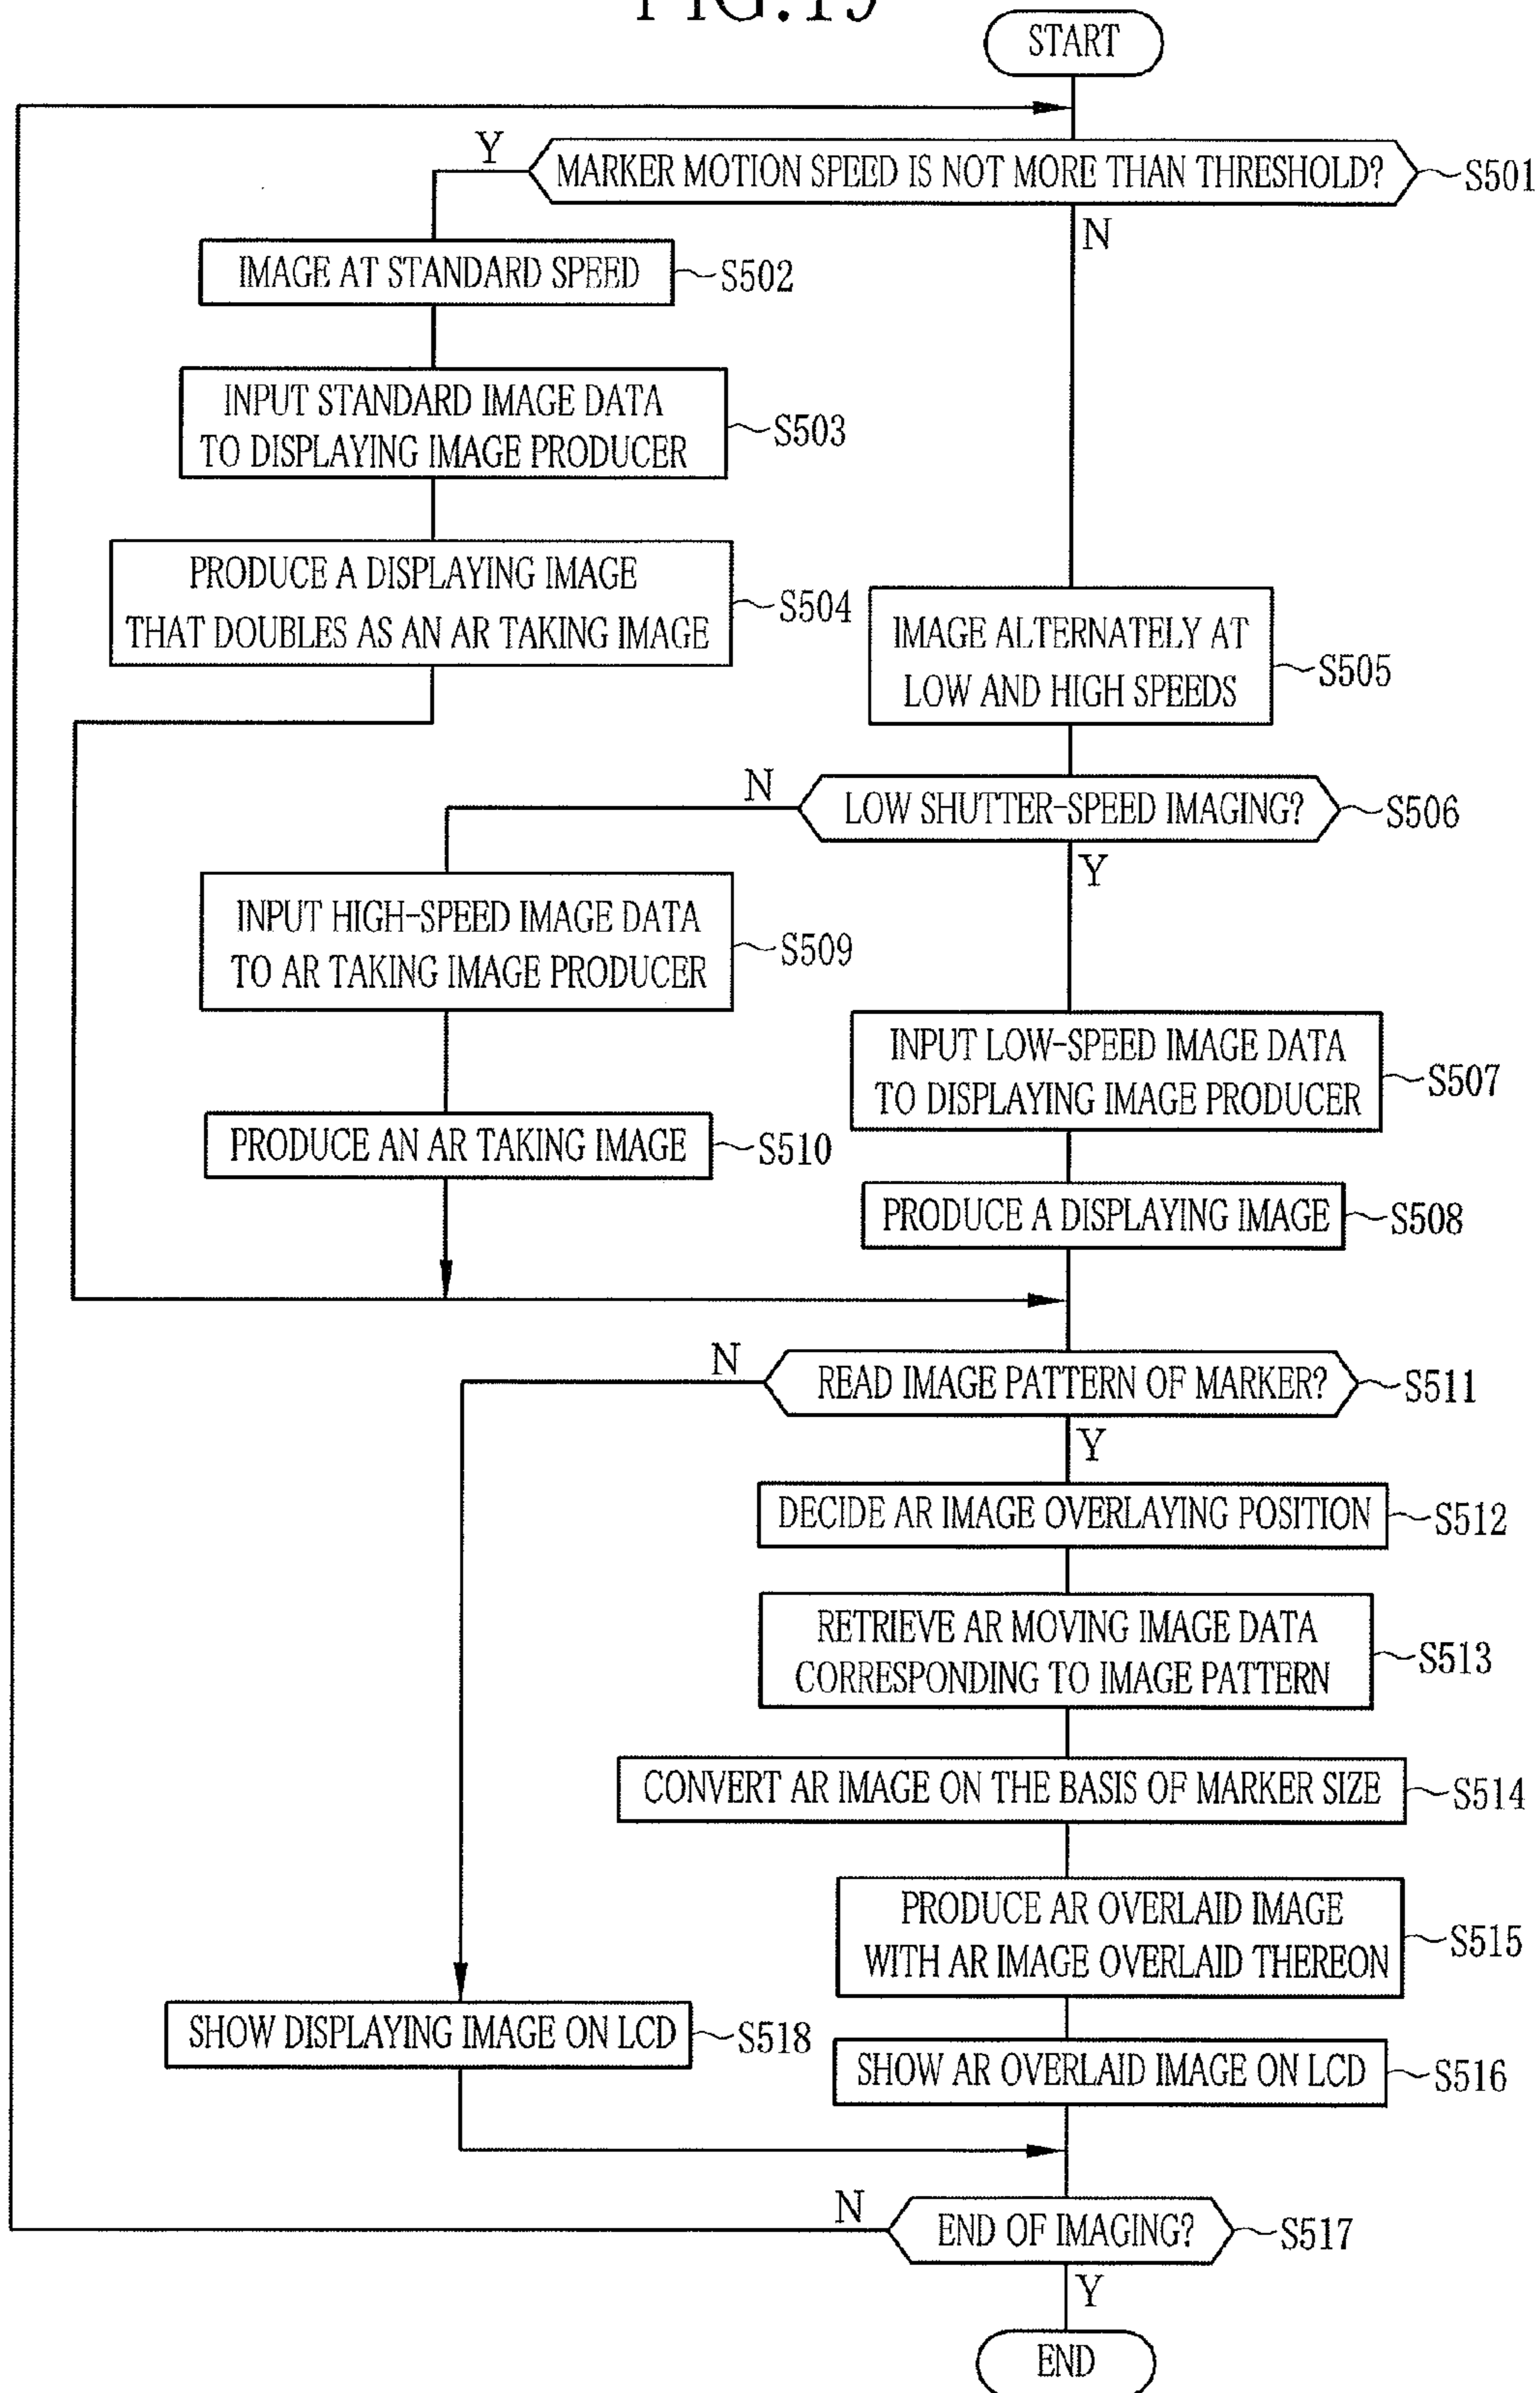 START
Y
MARKER MOTION SPEED IS NOT MORE THAN THRESHOLD?
S501
N
IMAGE AT STANDARD SPEED
S502
INPUT STANDARD IMAGE DATA
TO DISPLAYING IMAGE PRODUCER
S503
PRODUCE A DISPLAYING IMAGE
THAT DOUBLES AS AN AR TAKING IMAGE
S504
IMAGE ALTERNATELY AT
LOW AND HIGH SPEEDS
S505
N
LOW SHUTTER-SPEED IMAGING?
S506
Y
INPUT HIGH-SPEED IMAGE DATA
TO AR TAKING IMAGE PRODUCER
S509
INPUT LOW-SPEED IMAGE DATA
TO DISPLAYING IMAGE PRODUCER
S507
PRODUCE AN AR TAKING IMAGE
S510
PRODUCE A DISPLAYING IMAGE
S508
N
READ IMAGE PATTERN OF MARKER?
S511
Y
DECIDE AR IMAGE OVERLAYING POSITION
S512
RETRIEVE AR MOVING IMAGE DATA
CORRESPONDING TO IMAGE PATTERN
S513
CONVERT AR IMAGE ON THE BASIS OF MARKER SIZE
S514
PRODUCE AR OVERLAID IMAGE
WITH AR IMAGE OVERLAID THEREON
S515
SHOW DISPLAYING IMAGE ON LCD
S518
SHOW AR OVERLAID IMAGE ON LCD
S516
N
END OF IMAGING?
S517
Y
END